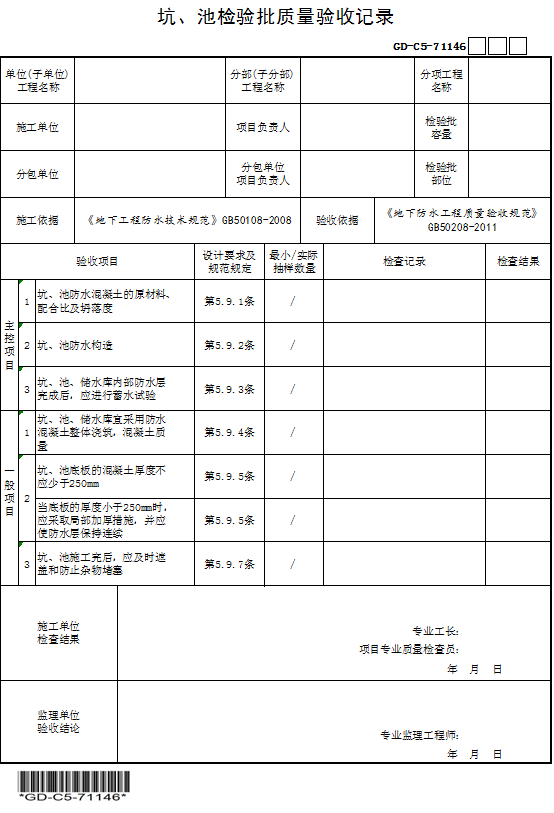 坑、池检验批质量验收记录
GD-C5-71146
单位(子单位)
工程名称
分部(子分部)
工程名称
分项工程
名称
施工单位
项目负责人
检验批
容量
分包单位
分包单位
项目负责人
检验批
部位
施工依据
《地下工程防水技术规范》GB50108-2008
验收依据
《地下防水工程质量验收规范》
GB50208-2011
验收项目
设计要求及
规范规定
最小/实际
抽样数量
检查记录
检查结果
主控项目
1
坑、池防水混凝土的原材料、
配合比及坍落度
第5.9.1条
/
2
坑、池防水构造
第5.9.2条
/
3
坑、池、储水库内部防水层
完成后，应进行蓄水试验
第5.9.3条
/
一般项目
1
坑、池、储水库宜采用防水
混凝土整体浇筑，混凝土质
量
第5.9.4条
/
2
坑、池底板的混凝土厚度不
应少于250mm
第5.9.5条
/
当底板的厚度小于250mm时，
应采取局部加厚措施，并应
使防水层保持连续
第5.9.5条
/
3
坑、池施工完后，应及时遮
盖和防止杂物堵塞
第5.9.7条
/
施工单位
检查结果
专业工长：
项目专业质量检查员：
年 月 日
监理单位
验收结论
专业监理工程师：
年 月 日
*GD-C5-71146*